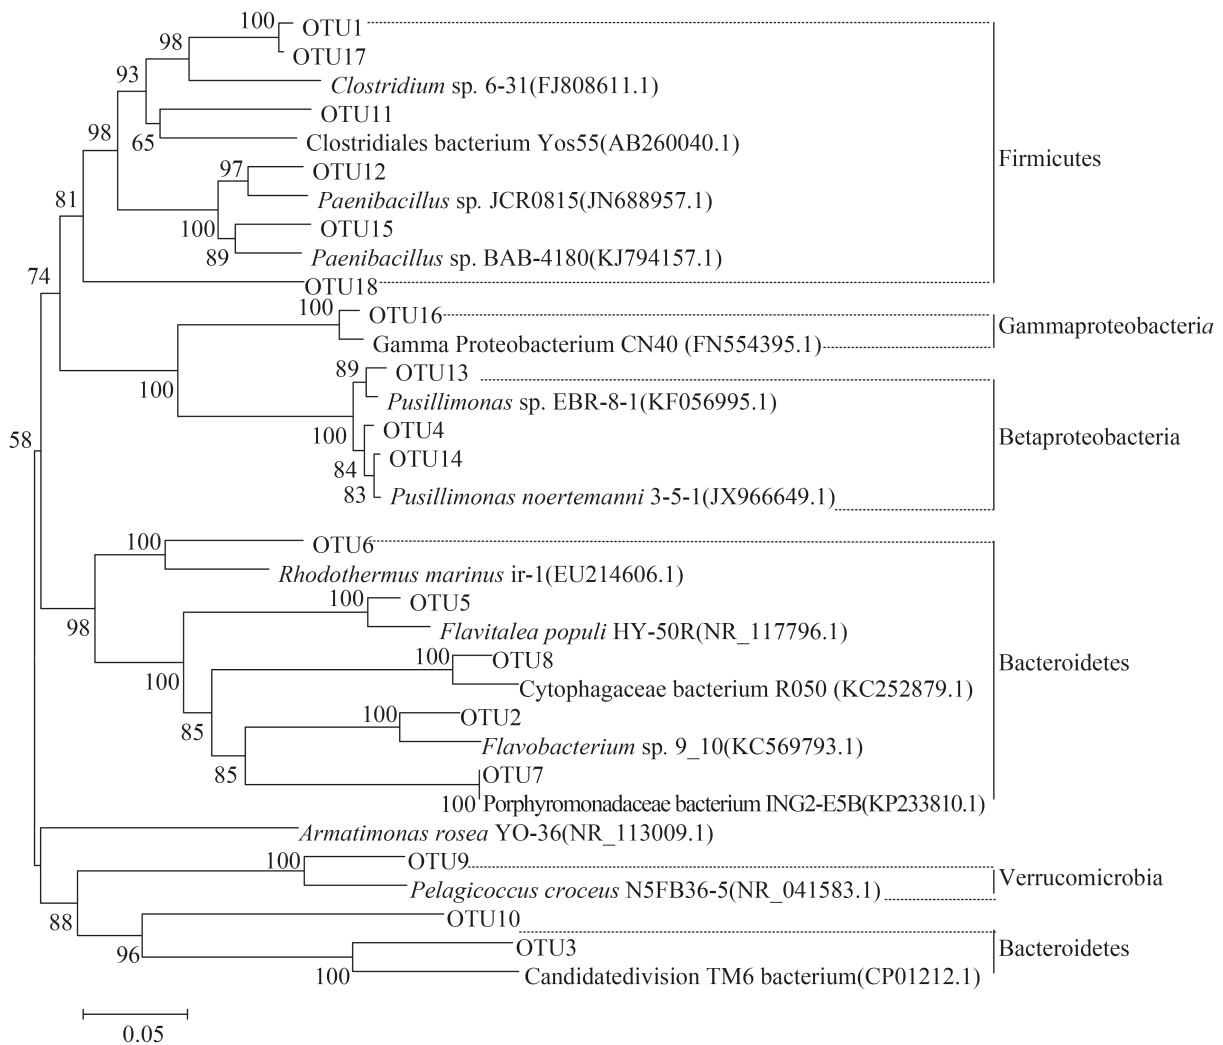 100
OTU1
98
OTU17
93
Clostridium sp. 6-31(FJ808611.1)
OTU11
98
65
Clostridiales bacterium Yos55(AB260040.1)
Firmicutes
97
OTU12
81
Paenibacillus sp. JCR0815(JN688957.1)
100
OTU15
89
Paenibacillus sp. BAB-4180(KJ794157.1)
74
OTU18
100
OTU16
Gammaproteobacteria
Gamma Proteobacterium CN40 (FN554395.1)
100
89
OTU13
Pusillimonas sp. EBR-8-1(KF056995.1)
58
100
OTU4
Betaproteobacteria
84
OTU14
83
Pusillimonas noertemanni 3-5-1(JX966649.1)
100
OTU6
Rhodothermus marinus ir-1(EU214606.1)
98
100
OTU5
Flavitalea populi HY-50R(NR_117796.1)
100
100
OTU8
Bacteroidetes
Cytophagaceae bacterium R050 (KC252879.1)
85
100
OTU2
Flavobacterium sp. 9_10(KC569793.1)
85
OTU7
100
Porphyromonadaceae bacterium ING2-E5B(KP233810.1)
Armatimonas rosea YO-36(NR_113009.1)
100
OTU9
Verrucomicrobia
Pelagicoccus croceus N5FB36-5(NR_041583.1)
88
OTU10
96
OTU3
Bacteroidetes
100
Candidatedivision TM6 bacterium(CP01212.1)
0.05